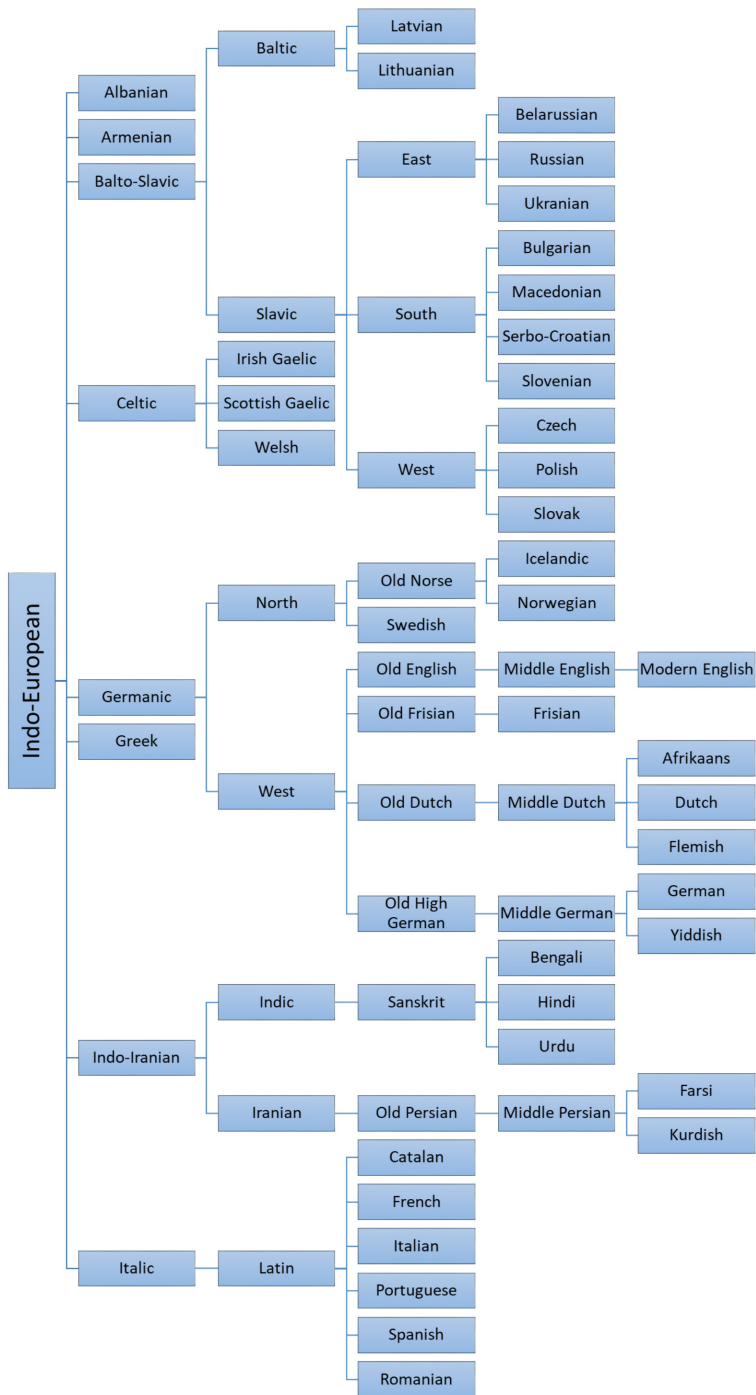 Indo-European
Albanian
Armenian
Balto-Slavic
Baltic
Latvian
Lithuanian
Slavic
East
Belarussian
Russian
Ukranian
South
Bulgarian
Macedonian
Serbo-Croatian
Slovenian
West
Czech
Polish
Slovak
Celtic
Irish Gaelic
Scottish Gaelic
Welsh
Germanic
North
Old Norse
Icelandic
Norwegian
Swedish
West
Old English
Middle English
Modern English
Old Frisian
Frisian
Old Dutch
Middle Dutch
Afrikaans
Dutch
Flemish
Old High
German
Middle German
German
Yiddish
Greek
Indo-Iranian
Indic
Sanskrit
Bengali
Hindi
Urdu
Iranian
Old Persian
Middle Persian
Farsi
Kurdish
Italic
Latin
Catalan
French
Italian
Portuguese
Spanish
Romanian